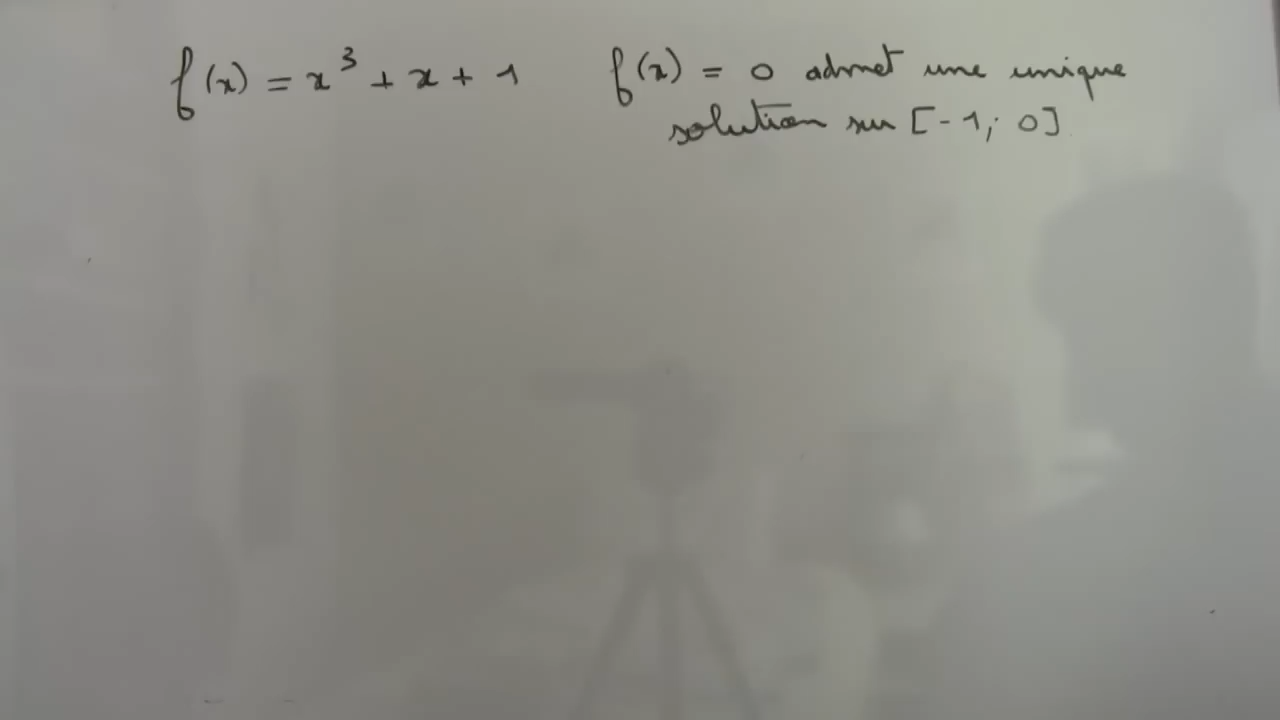 f(x) = x³ + x + 1 f(x) = 0 admet une unique
solution sur [-1; 0]